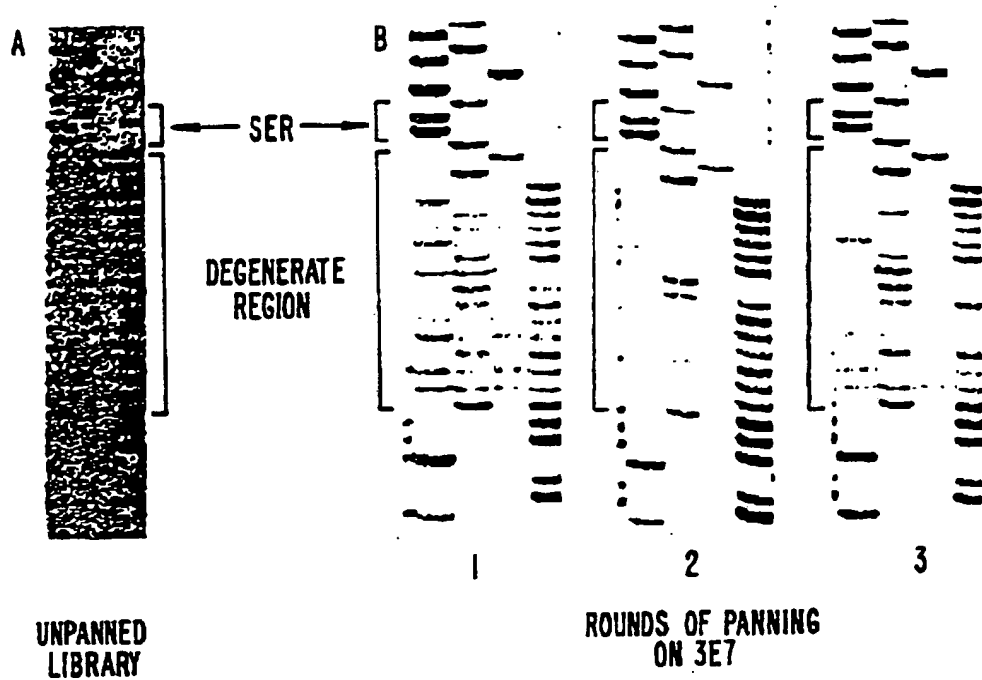 A
B
SER
DEGENERATE
REGION
1
2
3
UNPANNED
LIBRARY
ROUNDS OF PANNING
ON 3E7